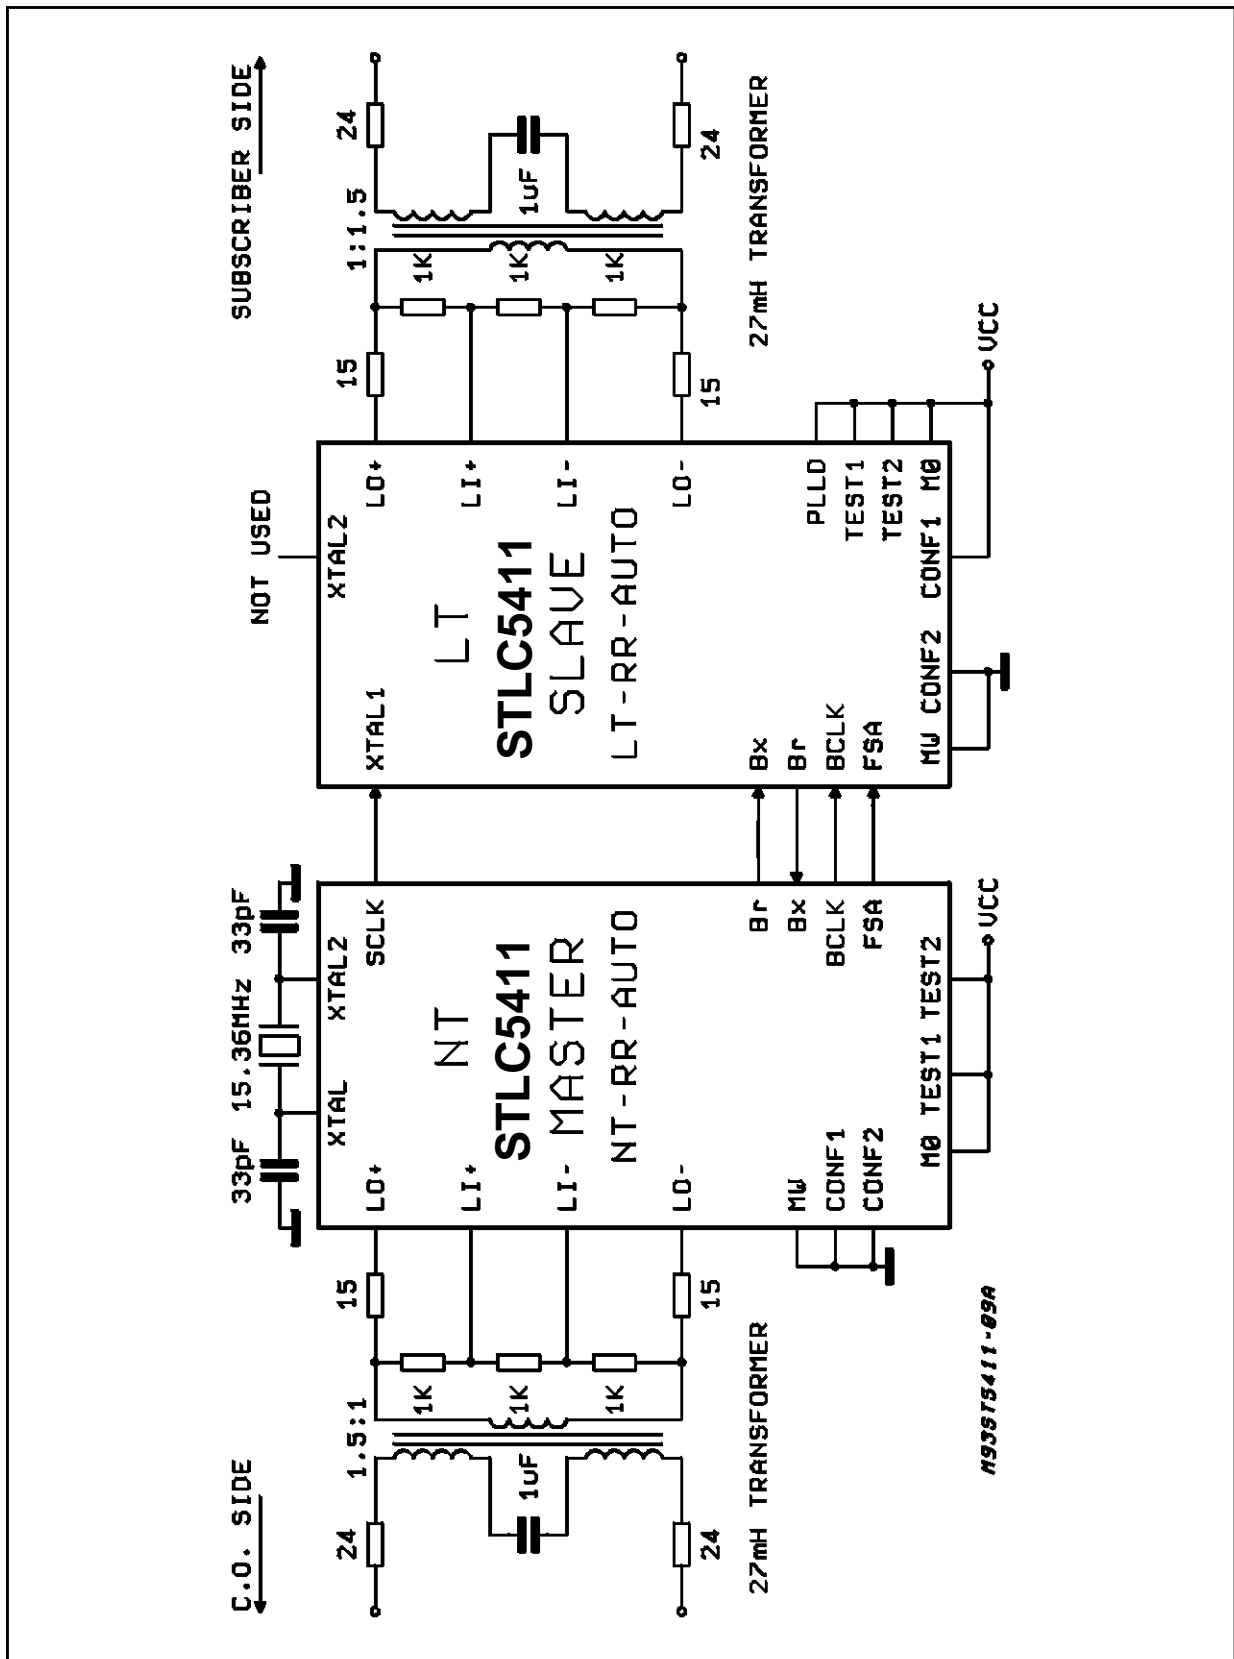 C.O. SIDE
SUBSCRIBER SIDE
33pF 15.36MHz 33pF
NOT USED
XTAL
XTAL2
XTAL1
XTAL2
24
1.5:1
15
LO+
SCLK
LO+
15
1:1.5
24
1K
LI+
NT
LT
LI+
1K
1uF
1K
STLC5411
STLC5411
1K
1uF
LI-
MASTER
SLAVE
LI-
1K
NT-RR-AUTO
LT-RR-AUTO
1K
24
15
LO-
LO-
15
24
27mH TRANSFORMER
27mH TRANSFORMER
Br
Bx
MW
Bx
Br
PLLD
CONF1
BCLK
BCLK
TEST1
CONF2
FSA
FSA
TEST2
M0 TEST1 TEST2
MW CONF2 CONF1 M0
VCC
VCC
M93ST5411-09A